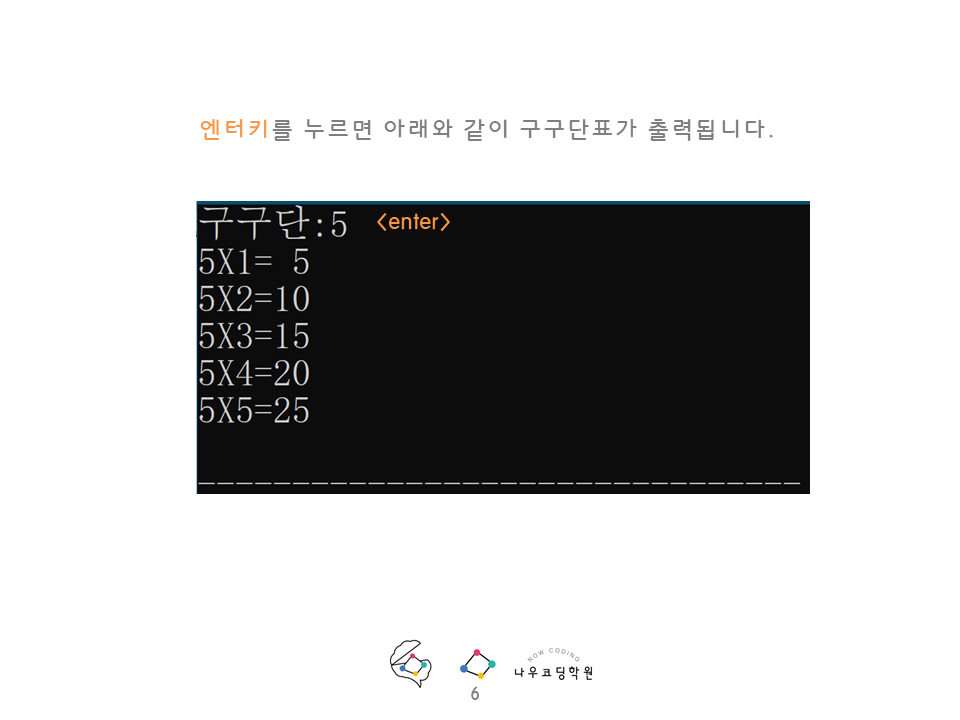 엔터키를 누르면 아래와 같이 구구단표가 출력됩니다.
구구단:5 <enter>
5X1= 5
5X2=10
5X3=15
5X4=20
5X5=25
--------------------------------
NOW CODING
나우코딩학원
6